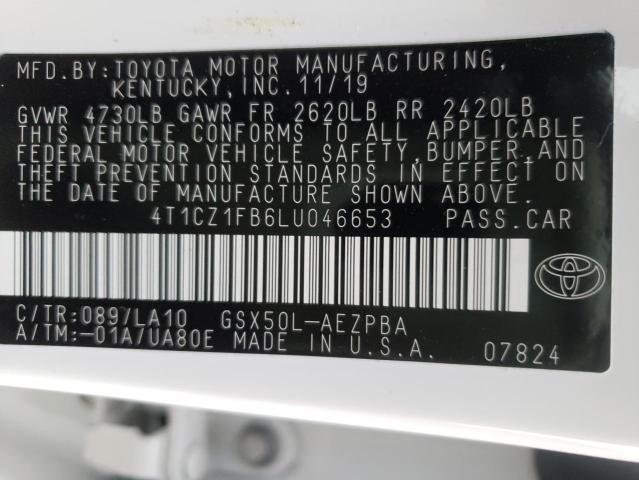 MFD. BY: TOYOTA MOTOR MANUFACTURING,
KENTUCKY, INC. 11/19
GVWR 4730LB GAWR FR 2620LB RR 2420LB
THIS VEHICLE CONFORMS TO ALL APPLICABLE
FEDERAL MOTOR VEHICLE SAFETY, BUMPER, AND
THEFT PREVENTION STANDARDS IN EFFECT ON
THE DATE OF MANUFACTURE SHOWN ABOVE.
4T1CZ1FB6LU046653 PASS. CAR
C/TR: 0897/LA10 GSX50L-AEZPBA
A/TM:-01A/UA80E MADE IN U.S.A. 07824